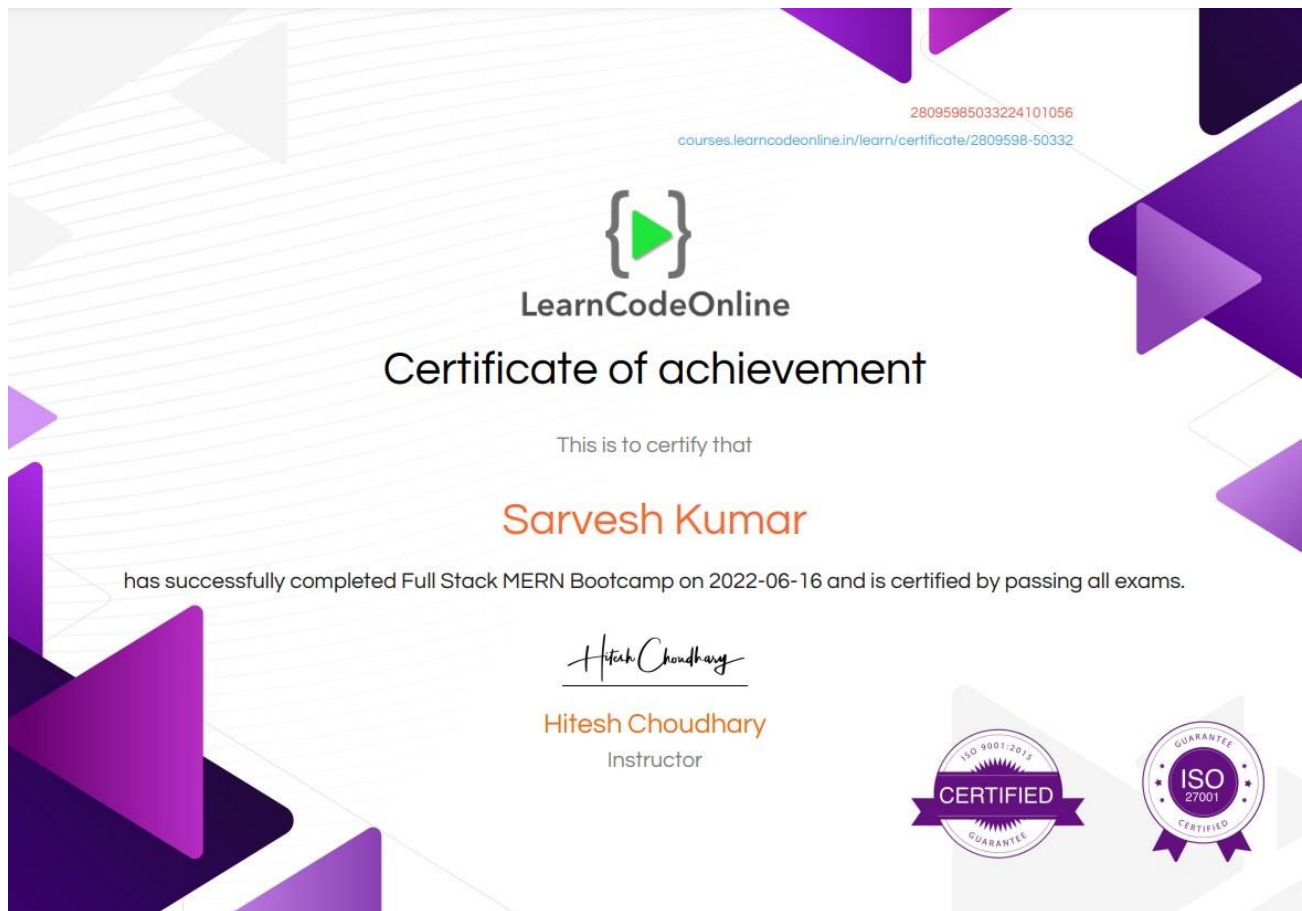 28095985033224101056
courses.learncodeonline.in/learn/certificate/2809598-50332
{ }
LearnCodeOnline
Certificate of achievement
This is to certify that
Sarvesh Kumar
has successfully completed Full Stack MERN Bootcamp on 2022-06-16 and is certified by passing all exams.
Hitesh Choudhary
Hitesh Choudhary
Instructor
ISO 9001:2015
CERTIFIED
GUARANTEE
GUARANTEE
ISO
27001
CERTIFIED